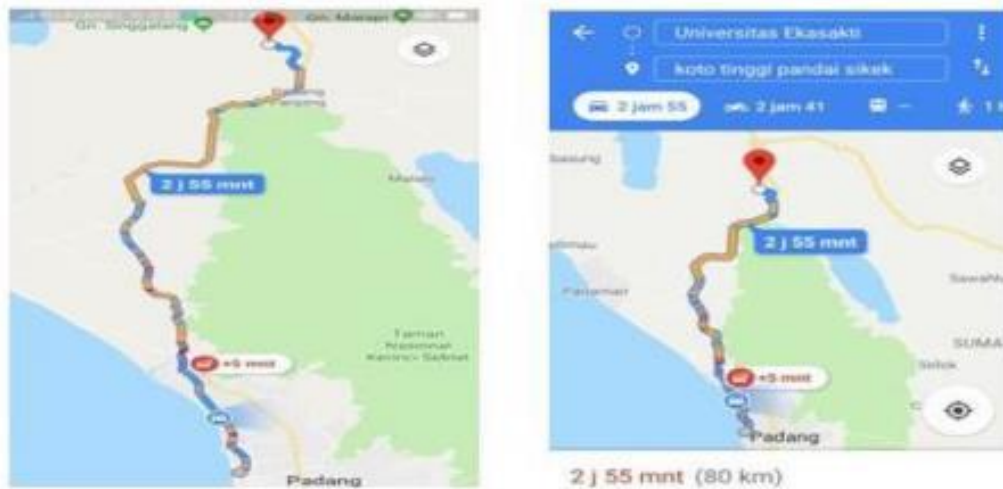 Gn. Singgalang
Gn. Marapi
2 j 55 mnt
Malalo
Taman
Nasional
Kerinci Seblat
+5 mnt
Padang
Universitas Ekasakti
koto tinggi pandai sikek
2 jam 55
2 jam 41
2 j 55 mnt
Pariaman
SUMA
+5 mnt
Padang
2 j 55 mnt (80 km)